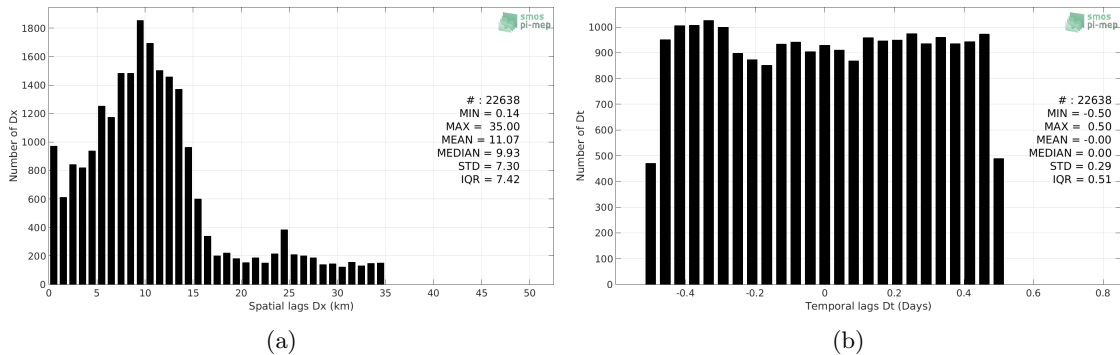 smos
pi-mep
1800
1600
1400
1200
1000
800
600
400
200
0
Number of Dx
# : 22638
MIN = 0.14
MAX = 35.00
MEAN = 11.07
MEDIAN = 9.93
STD = 7.30
IQR = 7.42
0 5 10 15 20 25 30 35 40 45 50
Spatial lags Dx (km)
(a)
smos
pi-mep
1000
900
800
700
600
500
400
300
200
100
0
Number of Dt
# : 22638
MIN = -0.50
MAX = 0.50
MEAN = -0.00
MEDIAN = 0.00
STD = 0.29
IQR = 0.51
-0.4 -0.2 0 0.2 0.4 0.6 0.8
Temporal lags Dt (Days)
(b)